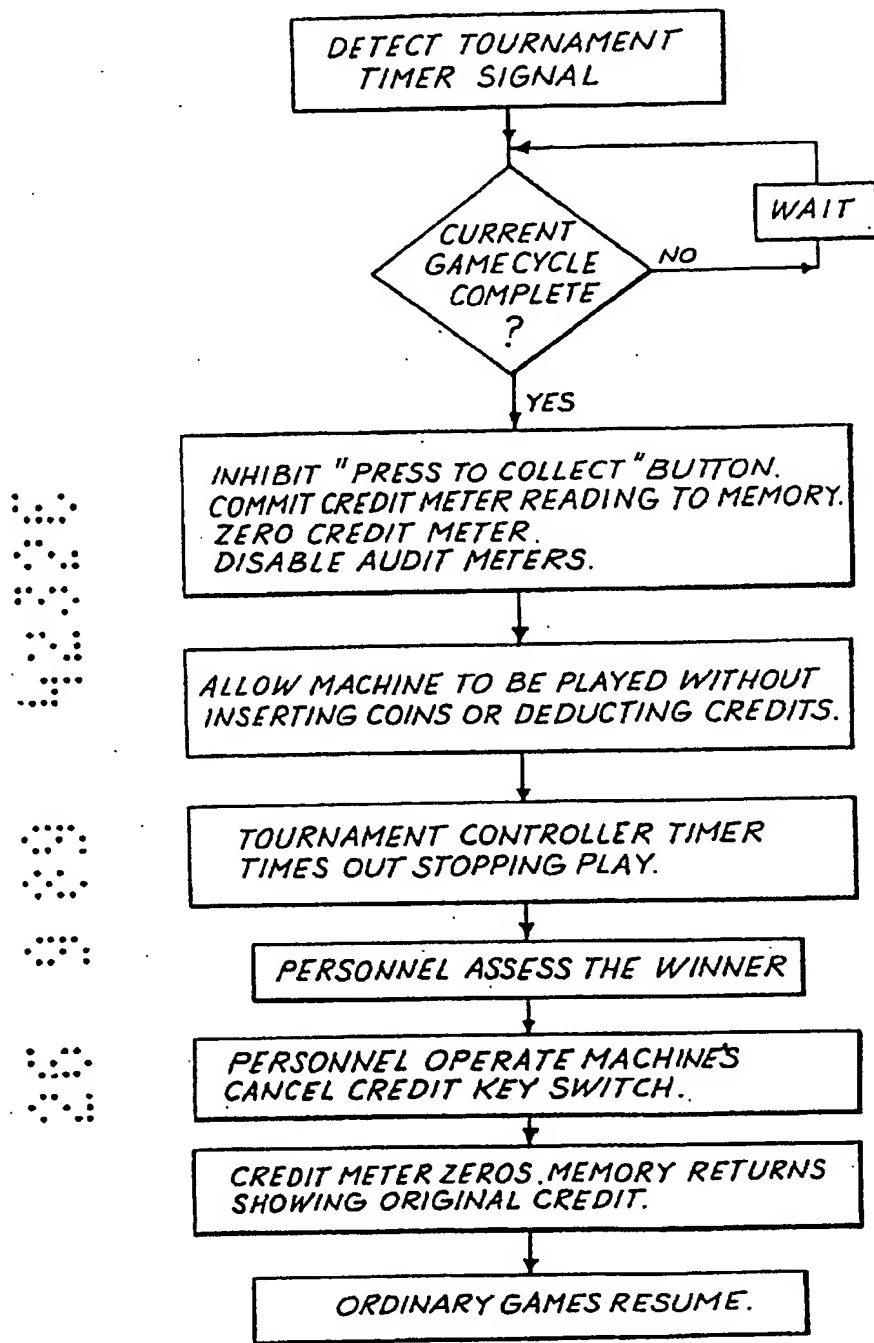 DETECT TOURNAMENT
TIMER SIGNAL
WAIT
CURRENT
GAME CYCLE
COMPLETE
?
NO
YES
INHIBIT "PRESS TO COLLECT" BUTTON.
COMMIT CREDIT METER READING TO MEMORY.
ZERO CREDIT METER.
DISABLE AUDIT METERS.
ALLOW MACHINE TO BE PLAYED WITHOUT
INSERTING COINS OR DEDUCTING CREDITS.
TOURNAMENT CONTROLLER TIMER
TIMES OUT STOPPING PLAY.
PERSONNEL ASSESS THE WINNER
PERSONNEL OPERATE MACHINE'S
CANCEL CREDIT KEY SWITCH.
CREDIT METER ZEROS. MEMORY RETURNS
SHOWING ORIGINAL CREDIT.
ORDINARY GAMES RESUME.